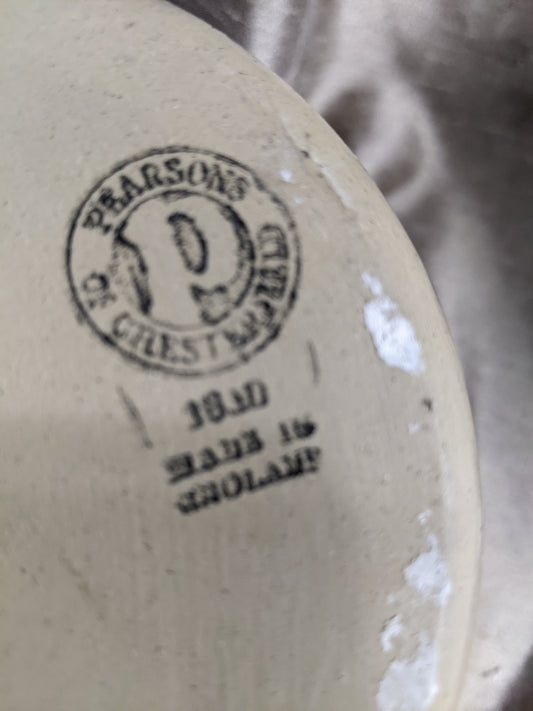 PEARSONS
OF CHESTERFIELD
P
1810
MADE IN
ENGLAND